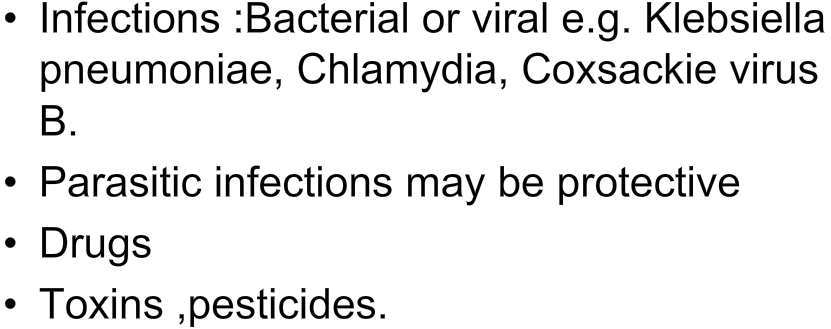 • Infections :Bacterial or viral e.g. Klebsiella
pneumoniae, Chlamydia, Coxsackie virus
B.
• Parasitic infections may be protective
• Drugs
• Toxins ,pesticides.